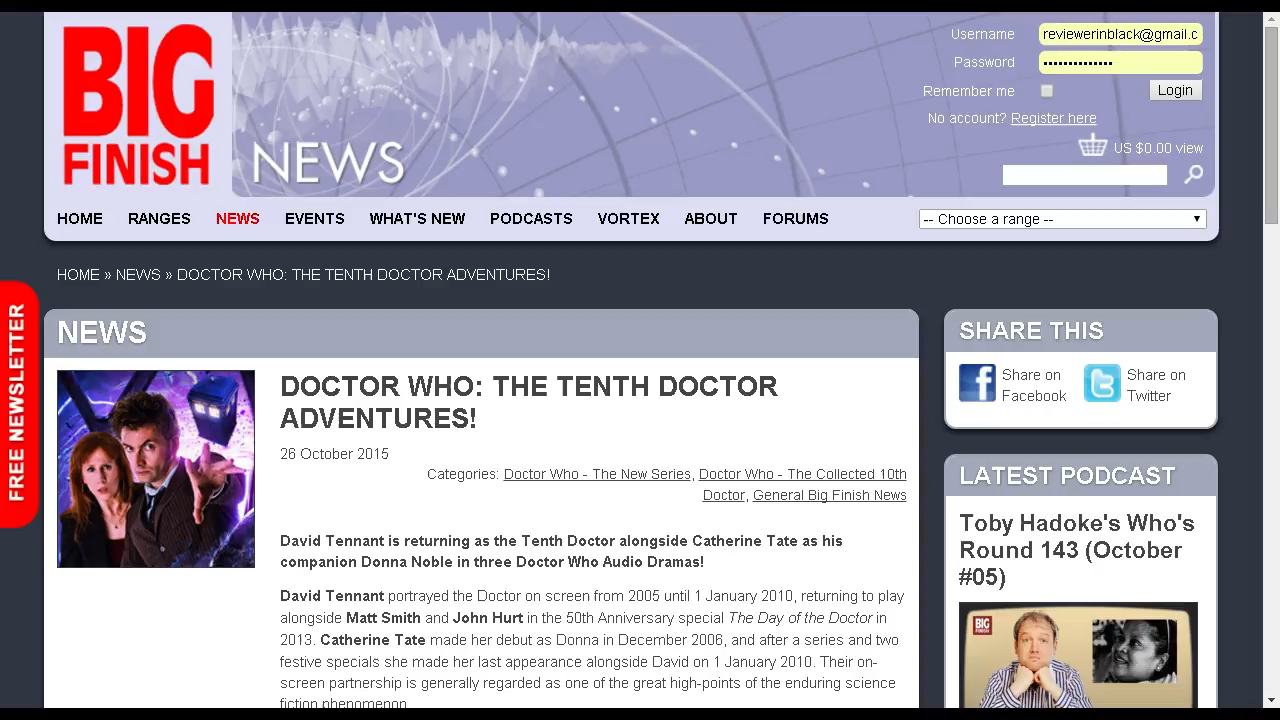 BIG
FINISH
NEWS
Username
reviewerinblack@gmail.c
Password
Remember me
Login
No account? Register here
US $0.00 view
HOME RANGES NEWS EVENTS WHAT'S NEW PODCASTS VORTEX ABOUT FORUMS
-- Choose a range --
HOME » NEWS » DOCTOR WHO: THE TENTH DOCTOR ADVENTURES!
FREE NEWSLETTER
NEWS
DOCTOR WHO: THE TENTH DOCTOR
ADVENTURES!
26 October 2015
Categories: Doctor Who - The New Series, Doctor Who - The Collected 10th
Doctor, General Big Finish News
David Tennant is returning as the Tenth Doctor alongside Catherine Tate as his
companion Donna Noble in three Doctor Who Audio Dramas!
David Tennant portrayed the Doctor on screen from 2005 until 1 January 2010, returning to play
alongside Matt Smith and John Hurt in the 50th Anniversary special The Day of the Doctor in
2013. Catherine Tate made her debut as Donna in December 2006, and after a series and two
festive specials she made her last appearance alongside David on 1 January 2010. Their on-
screen partnership is generally regarded as one of the great high-points of the enduring science
fiction phenomenon
SHARE THIS
Share on
Facebook
Share on
Twitter
LATEST PODCAST
Toby Hadoke's Who's
Round 143 (October
#05)
BIG
FINISH